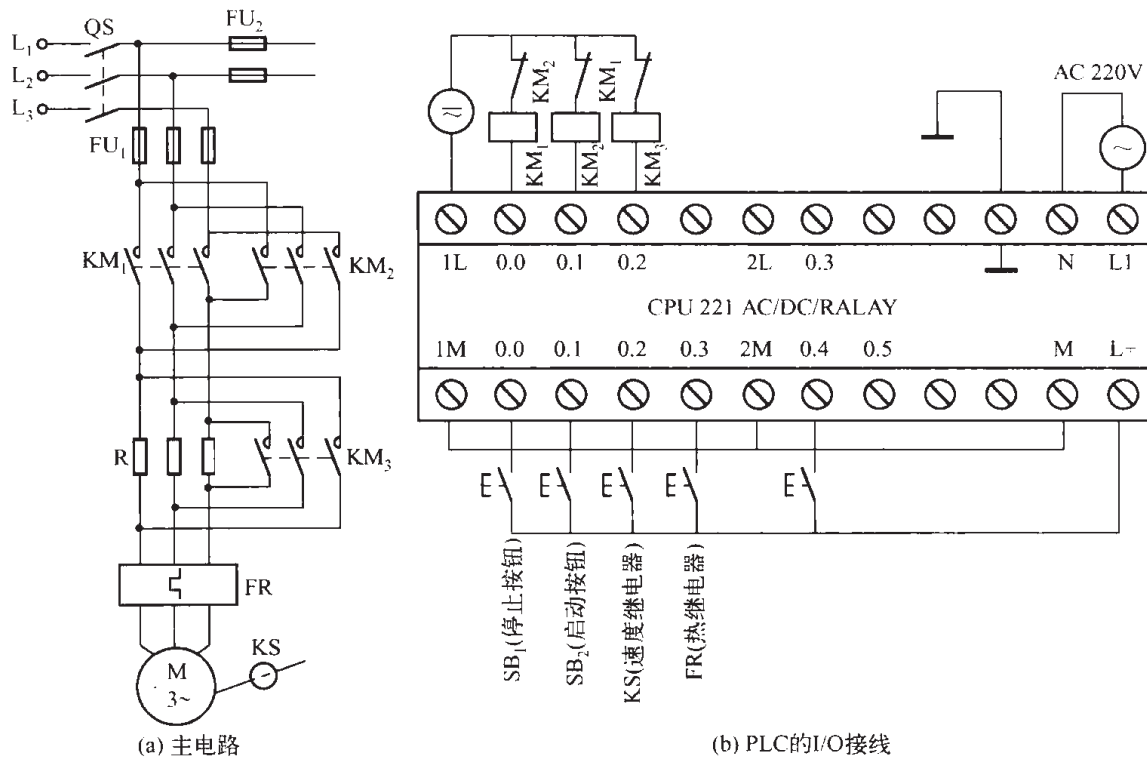 QS
FU₂
L₁
L₂
L₃
FU₁
KM₁
KM₂
R
KM₃
FR
KS
M
3~
(a) 主电路
KM₂
KM₁
KM₁
KM₂
KM₃
AC 220V
1L 0.0 0.1 0.2 2L 0.3 N L1
CPU 221 AC/DC/RALAY
1M 0.0 0.1 0.2 0.3 2M 0.4 0.5 M L+
SB₁(停止按钮)
SB₂(启动按钮)
KS(速度继电器)
FR(热继电器)
(b) PLC的I/O接线